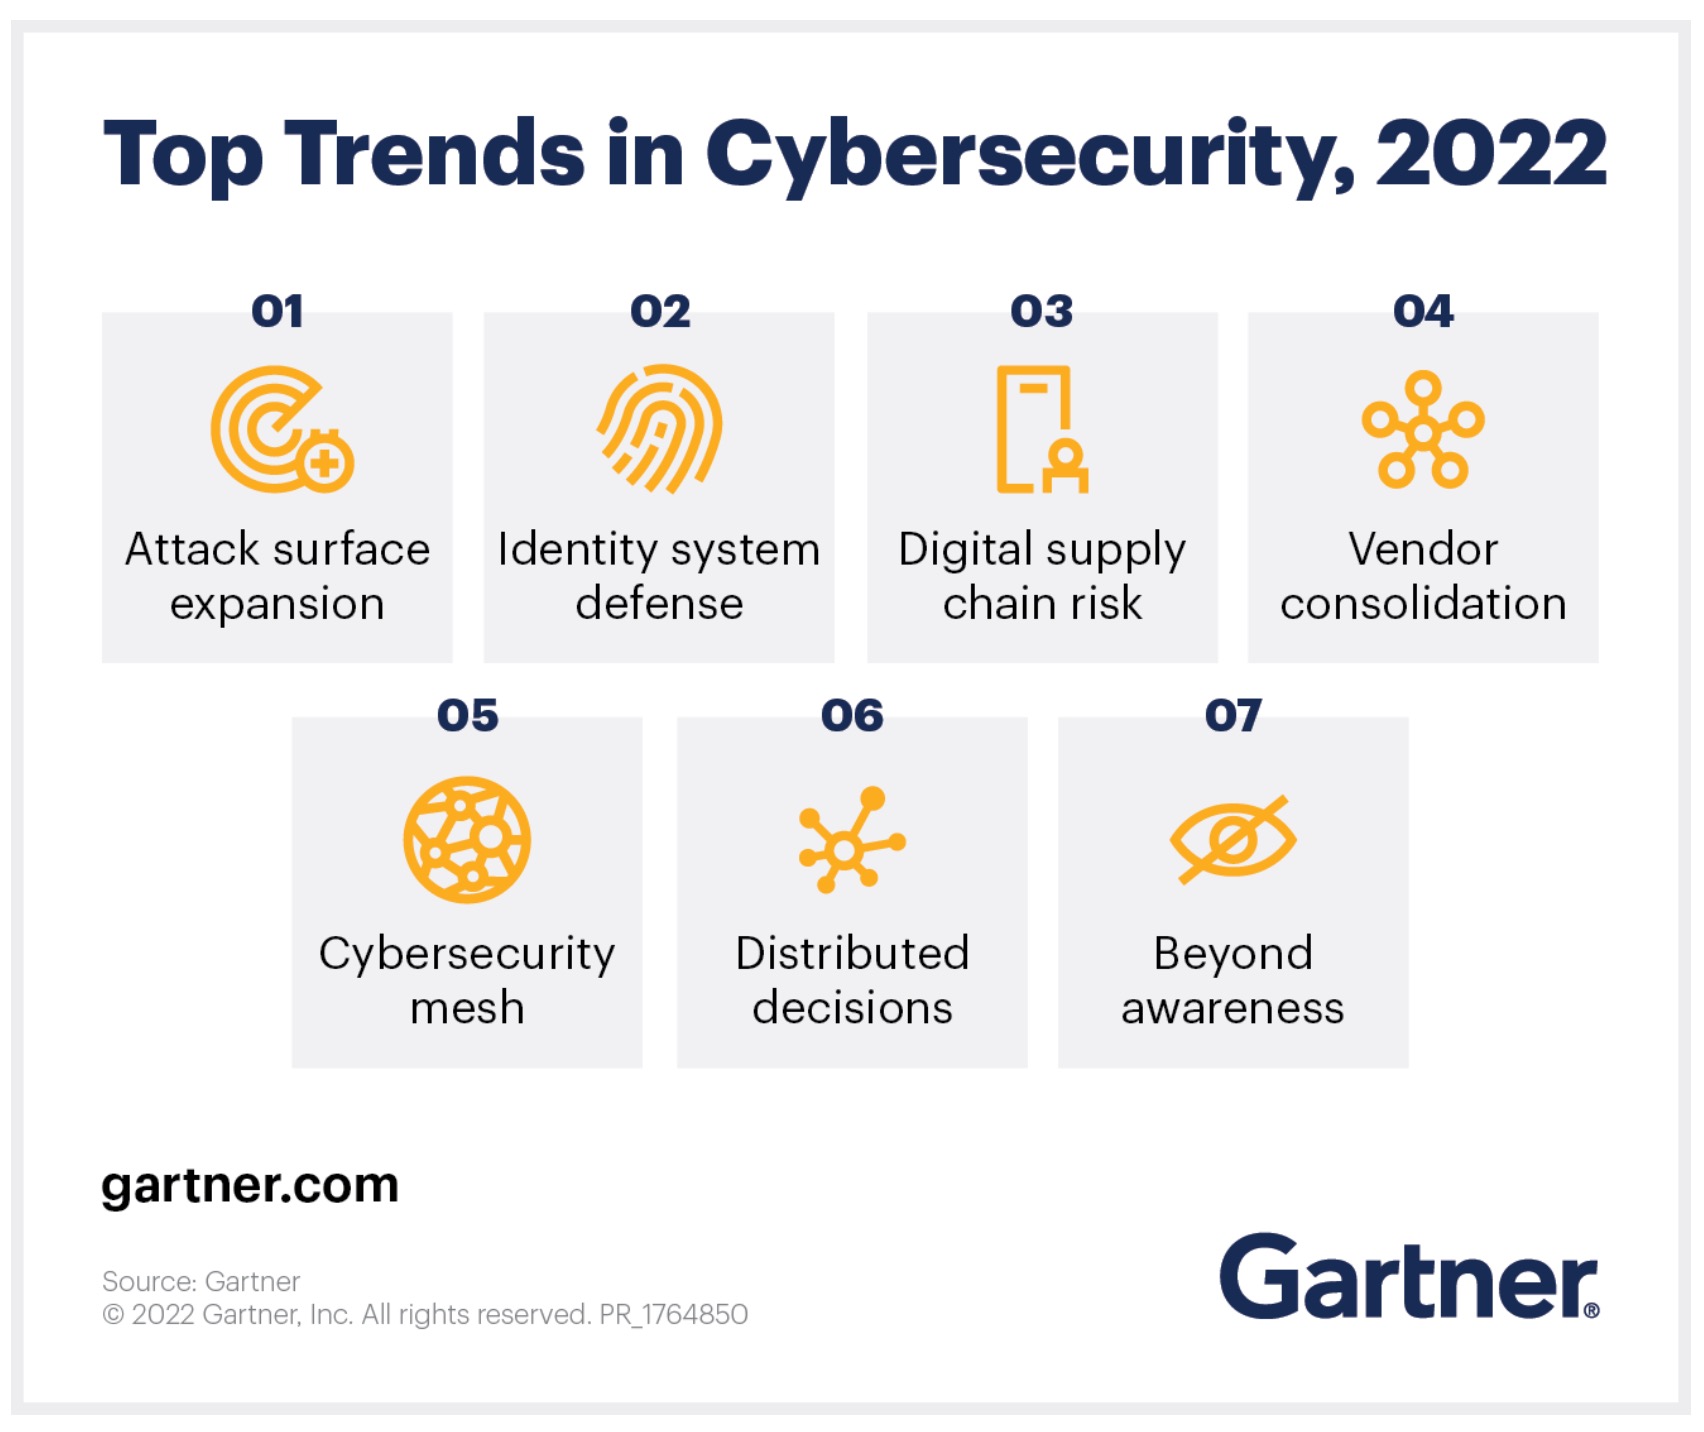 Top Trends in Cybersecurity, 2022
01
Attack surface
expansion
02
Identity system
defense
03
Digital supply
chain risk
04
Vendor
consolidation
05
Cybersecurity
mesh
06
Distributed
decisions
07
Beyond
awareness
gartner.com
Source: Gartner
© 2022 Gartner, Inc. All rights reserved. PR_1764850
Gartner®